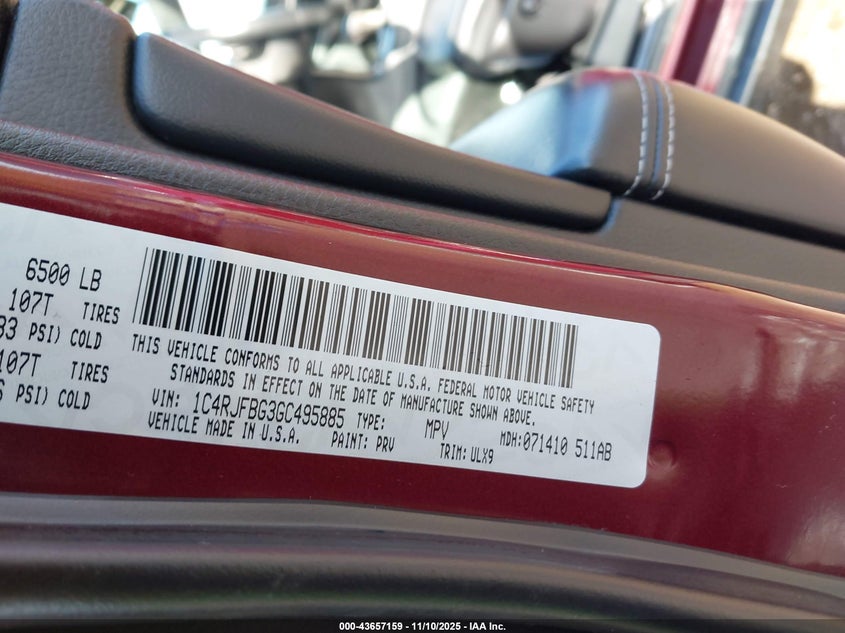 6500 LB
107T TIRES
33 PSI) COLD
107T TIRES
PSI) COLD
THIS VEHICLE CONFORMS TO ALL APPLICABLE U.S.A. FEDERAL MOTOR VEHICLE SAFETY
STANDARDS IN EFFECT ON THE DATE OF MANUFACTURE SHOWN ABOVE.
VIN: 1C4RJFBG3GC495885 TYPE: MPV MDH:071410 511AB
VEHICLE MADE IN U.S.A. PAINT: PRV TRIM: ULX9
000-43657159 — 11/10/2025 - IAA Inc.